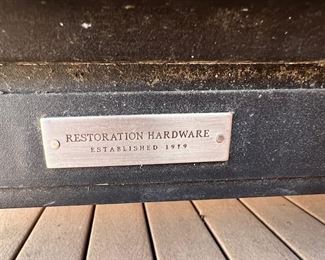 RESTORATION HARDWARE
ESTABLISHED 1979